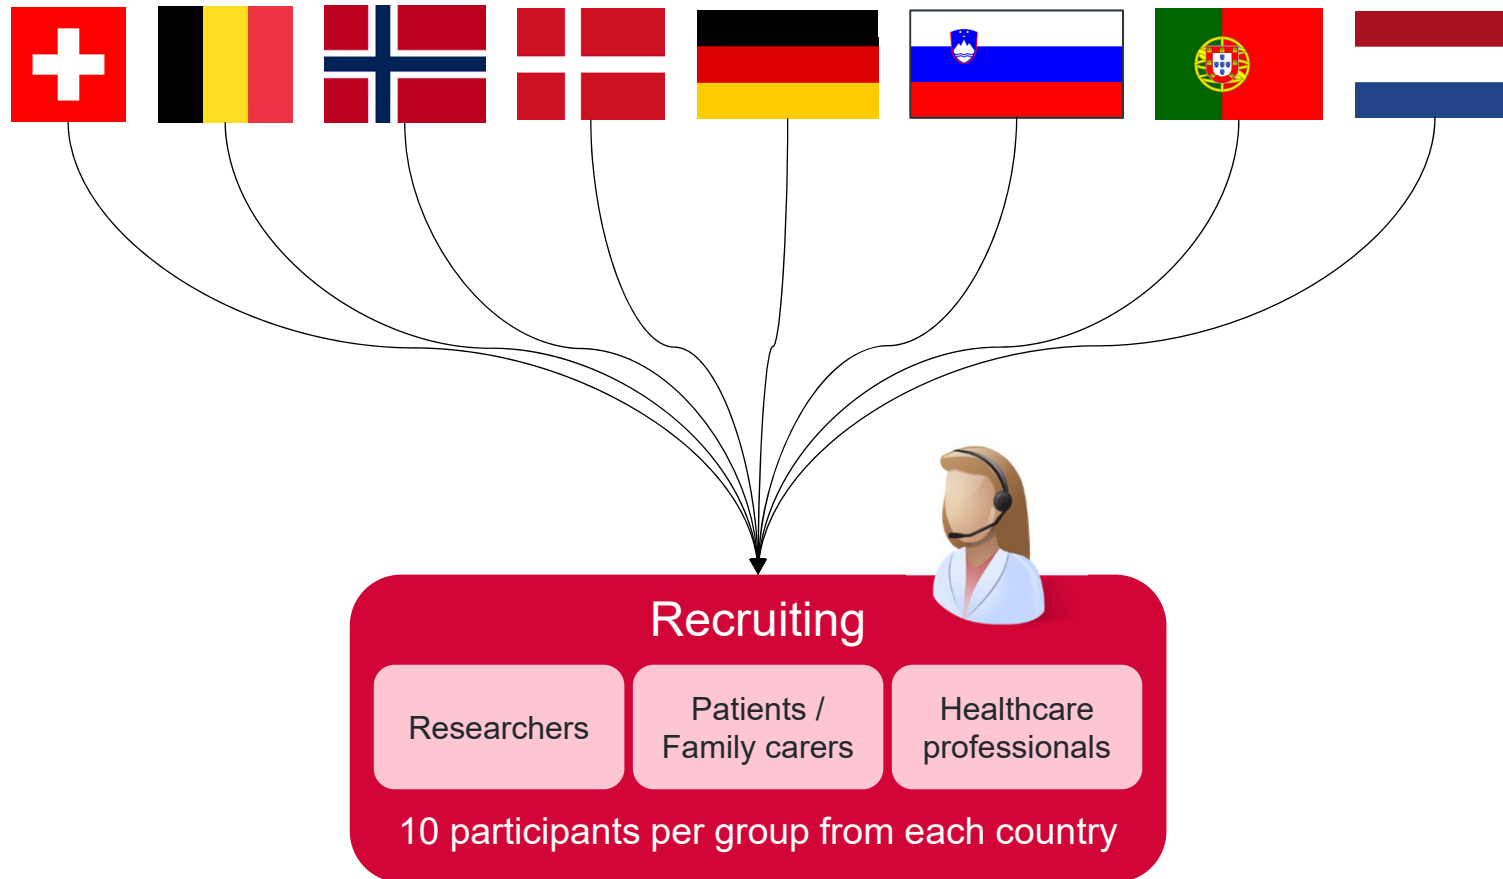 Recruiting
Researchers
Patients /
Family carers
Healthcare
professionals
10 participants per group from each country